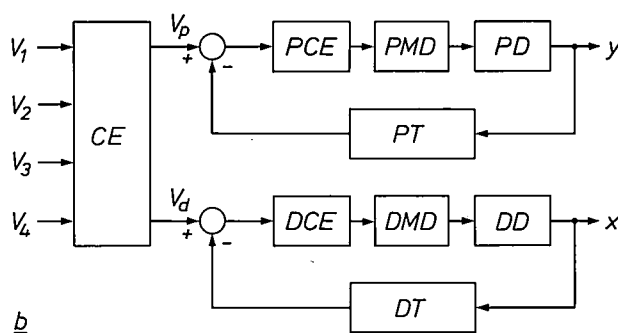 V1
V2
V3
V4
CE
Vp
+
−
PCE
PMD
PD
y
PT
Vd
+
−
DCE
DMD
DD
x
DT
b